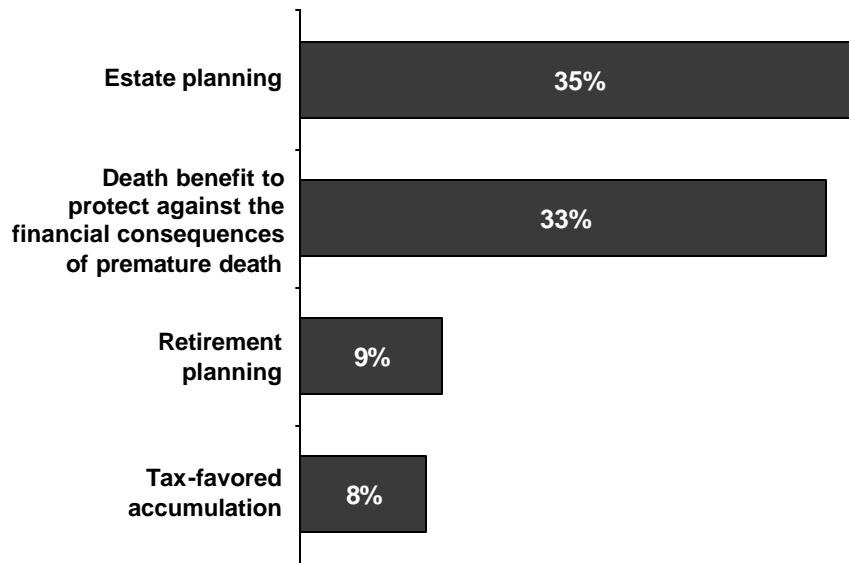 Estate planning
35%
Death benefit to
protect against the
financial consequences
of premature death
33%
Retirement
planning
9%
Tax-favored
accumulation
8%